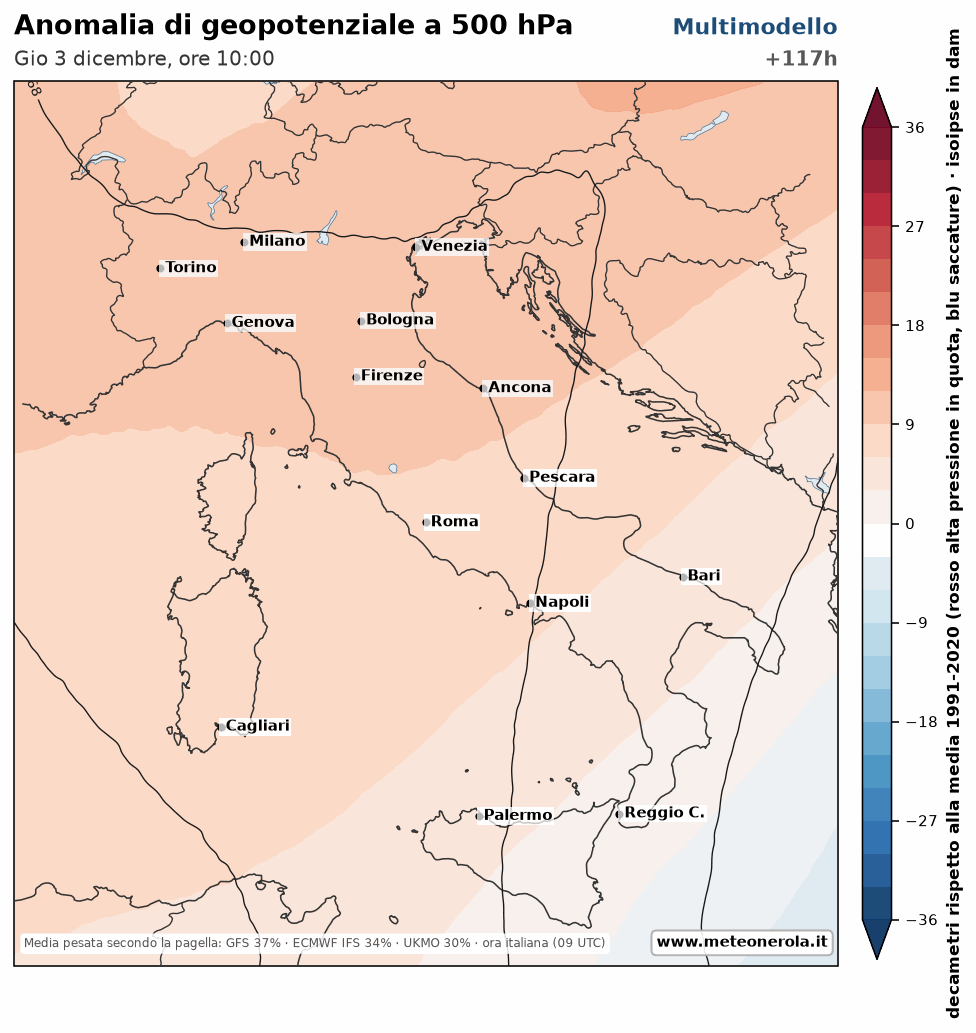 Anomalia di geopotenziale a 500 hPa
Multimodello
Gio 3 dicembre, ore 10:00
+117h
Milano
Venezia
Torino
Genova
Bologna
Firenze
Ancona
Pescara
Roma
Bari
Napoli
Cagliari
Palermo
Reggio C.
Media pesata secondo la pagella: GFS 37% · ECMWF IFS 34% · UKMO 30% · ora italiana (09 UTC)
www.meteonerola.it
36
27
18
9
0
−9
−18
−27
−36
decametri rispetto alla media 1991-2020 (rosso alta pressione in quota, blu saccature) · isoipse in dam